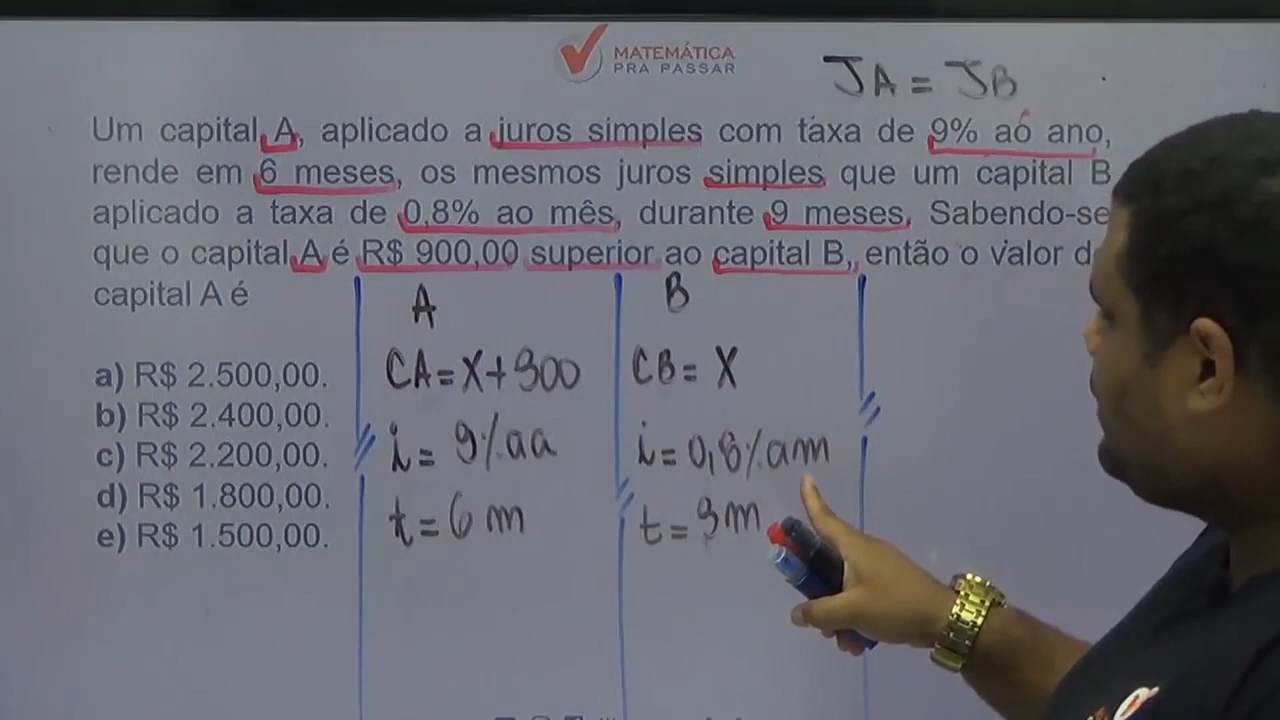 MATEMÁTICA
PRA PASSAR
JA = JB
Um capital A, aplicado a juros simples com taxa de 9% ao ano,
rende em 6 meses, os mesmos juros simples que um capital B
aplicado a taxa de 0,8% ao mês, durante 9 meses. Sabendo-se
que o capital A é R$ 900,00 superior ao capital B, então o valor d
capital A é
a) R$ 2.500,00.
b) R$ 2.400,00.
c) R$ 2.200,00.
d) R$ 1.800,00.
e) R$ 1.500,00.
A
CA = X + 900
i = 9% aa
t = 6 m
B
CB = X
i = 0,8% am
t = 9m